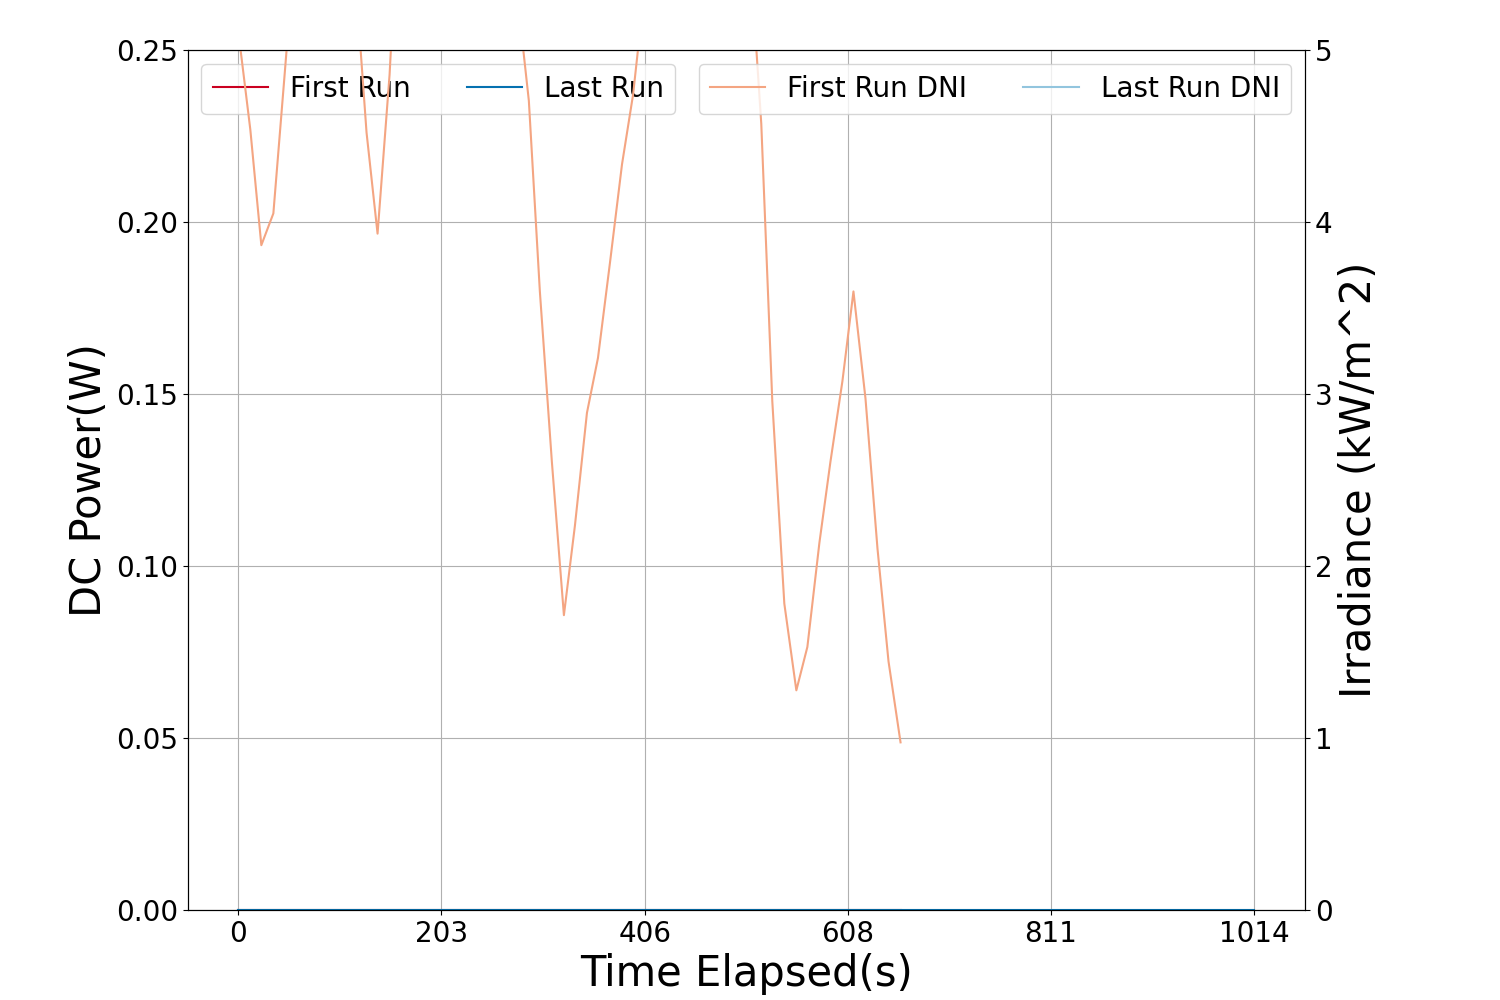 First Run
Last Run
First Run DNI
Last Run DNI
DC Power(W)
0.25
0.20
0.15
0.10
0.05
0.00
5
4
3
2
1
0
Irradiance (kW/m^2)
0 203 406 608 811 1014
Time Elapsed(s)